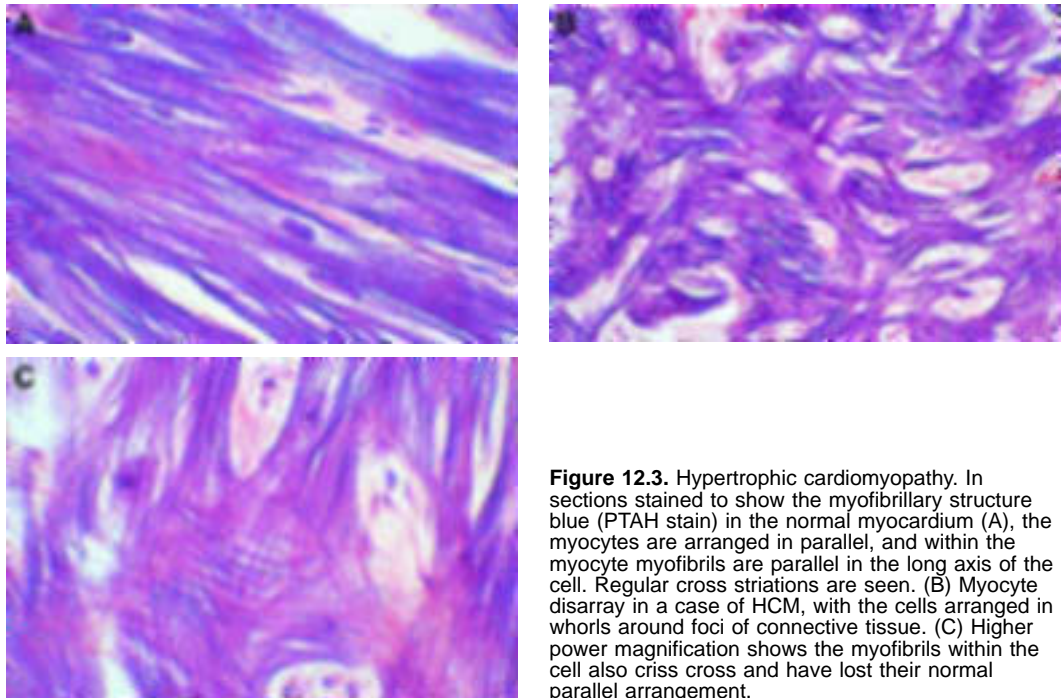 A
B
C
Figure 12.3. Hypertrophic cardiomyopathy. In
sections stained to show the myofibrillary structure
blue (PTAH stain) in the normal myocardium (A), the
myocytes are arranged in parallel, and within the
myocyte myofibrils are parallel in the long axis of the
cell. Regular cross striations are seen. (B) Myocyte
disarray in a case of HCM, with the cells arranged in
whorls around foci of connective tissue. (C) Higher
power magnification shows the myofibrils within the
cell also criss cross and have lost their normal
parallel arrangement.